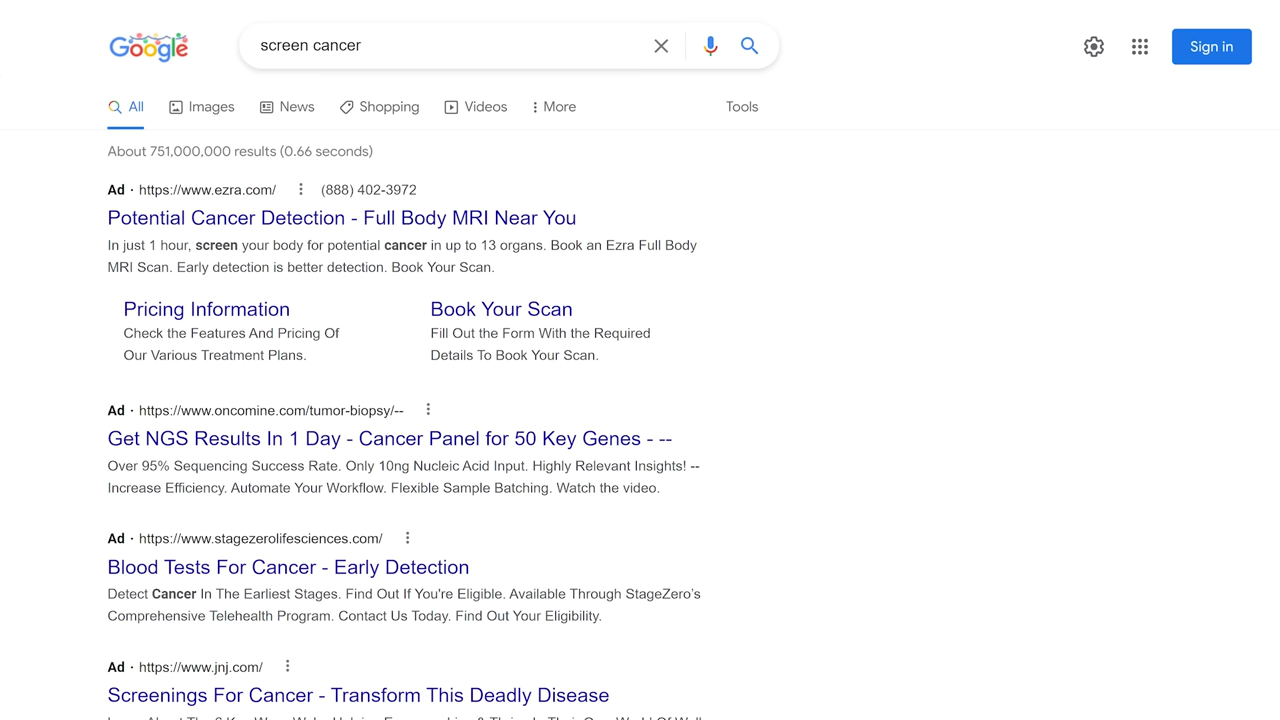 Google
screen cancer
Sign in
All Images News Shopping Videos More Tools
About 751,000,000 results (0.66 seconds)
Ad · https://www.ezra.com/ (888) 402-3972
Potential Cancer Detection - Full Body MRI Near You
In just 1 hour, screen your body for potential cancer in up to 13 organs. Book an Ezra Full Body
MRI Scan. Early detection is better detection. Book Your Scan.
Pricing Information
Check the Features And Pricing Of
Our Various Treatment Plans.
Book Your Scan
Fill Out the Form With the Required
Details To Book Your Scan.
Ad · https://www.oncomine.com/tumor-biopsy/--
Get NGS Results In 1 Day - Cancer Panel for 50 Key Genes - --
Over 95% Sequencing Success Rate. Only 10ng Nucleic Acid Input. Highly Relevant Insights! --
Increase Efficiency. Automate Your Workflow. Flexible Sample Batching. Watch the video.
Ad · https://www.stagezerolifesciences.com/
Blood Tests For Cancer - Early Detection
Detect Cancer In The Earliest Stages. Find Out If You're Eligible. Available Through StageZero’s
Comprehensive Telehealth Program. Contact Us Today. Find Out Your Eligibility.
Ad · https://www.jnj.com/
Screenings For Cancer - Transform This Deadly Disease